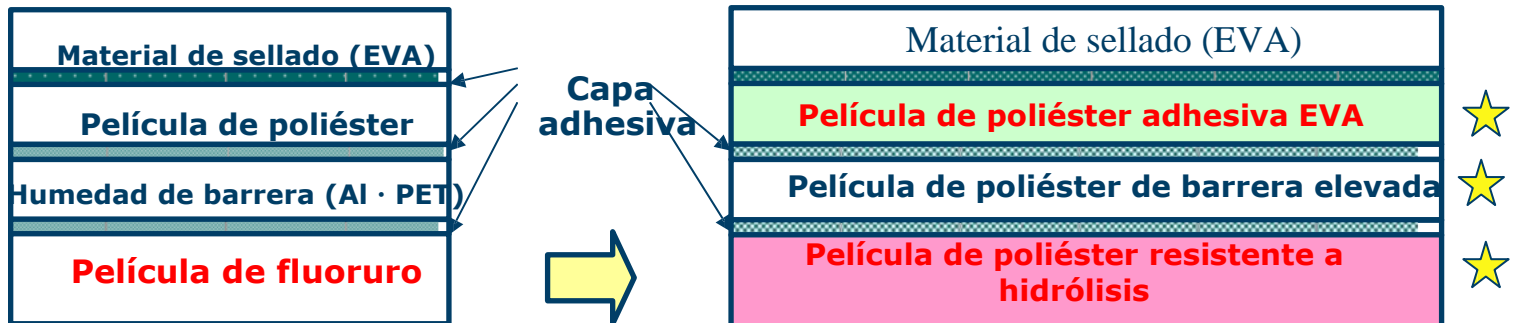 Material de sellado (EVA)
Película de poliéster
Humedad de barrera (Al · PET)
Película de fluoruro
Capa
adhesiva
Material de sellado (EVA)
Película de poliéster adhesiva EVA
Película de poliéster de barrera elevada
Película de poliéster resistente a
hidrólisis